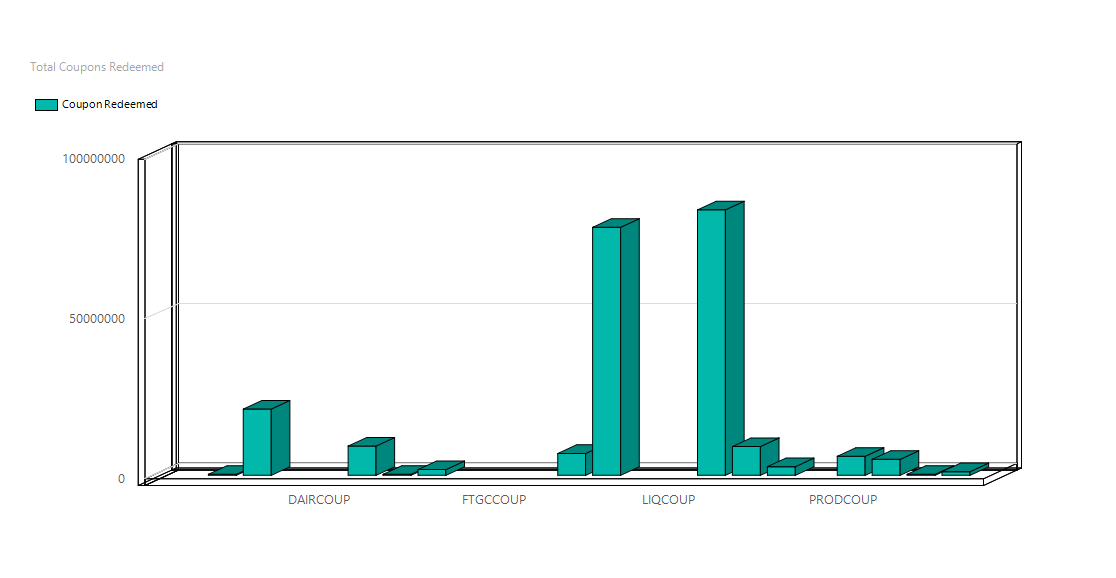 Total Coupons Redeemed
Coupon Redeemed
100000000
50000000
0
DAIRCOUP FTGCCOUP LIQCOUP PRODCOUP